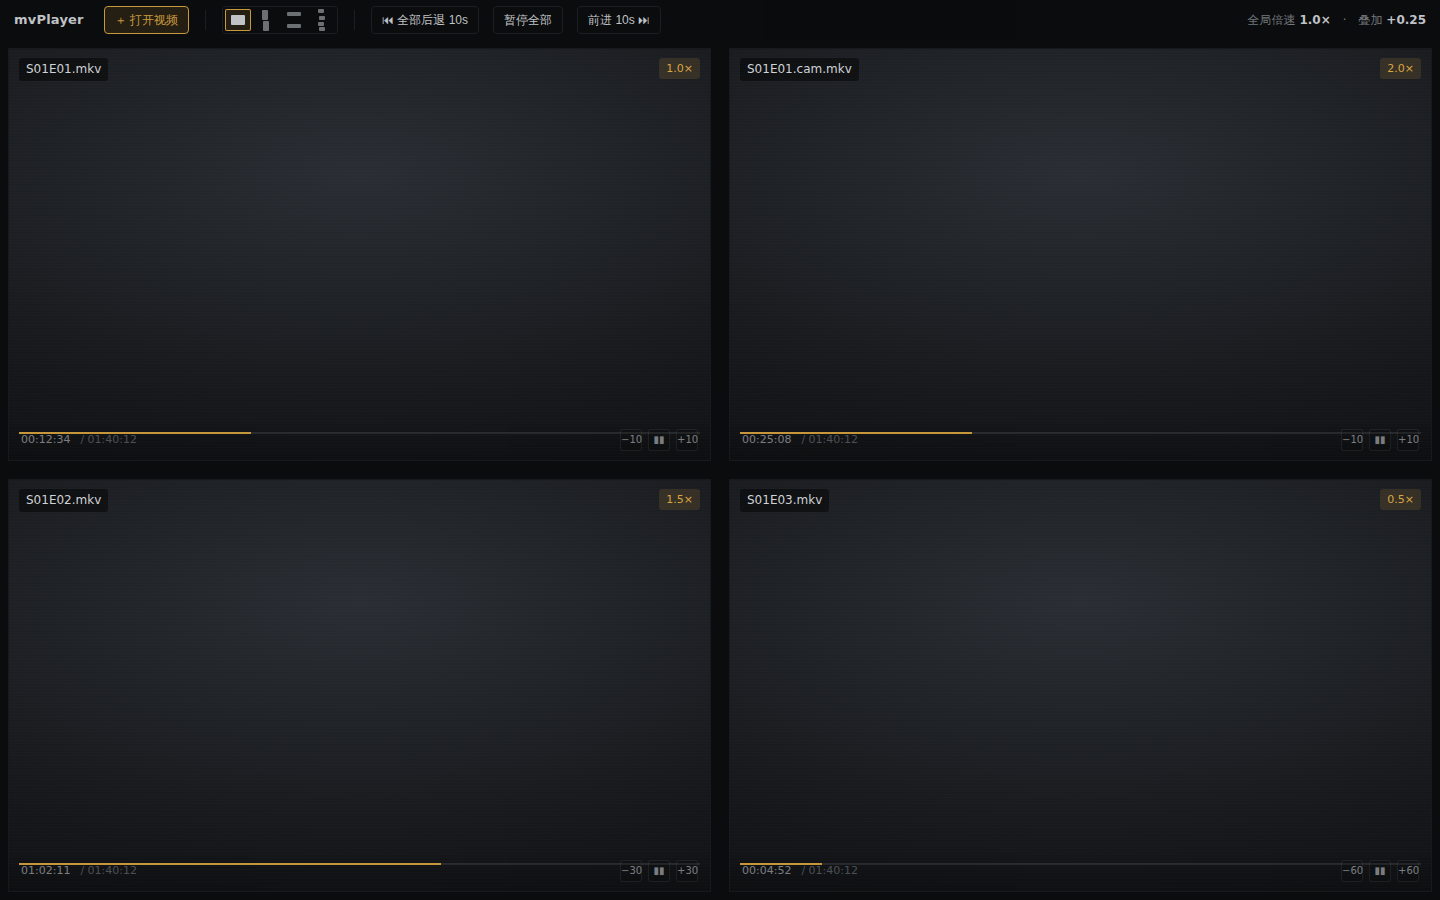 mvPlayer + 打开视频 ⏮ 全部后退 10s 暂停全部 前进 10s ⏭ 全局倍速 1.0× · 叠加 +0.25
S01E01.mkv 1.0×
00:12:34 / 01:40:12 −10 +10
S01E01.cam.mkv 2.0×
00:25:08 / 01:40:12 −10 +10
S01E02.mkv 1.5×
01:02:11 / 01:40:12 −30 +30
S01E03.mkv 0.5×
00:04:52 / 01:40:12 −60 +60